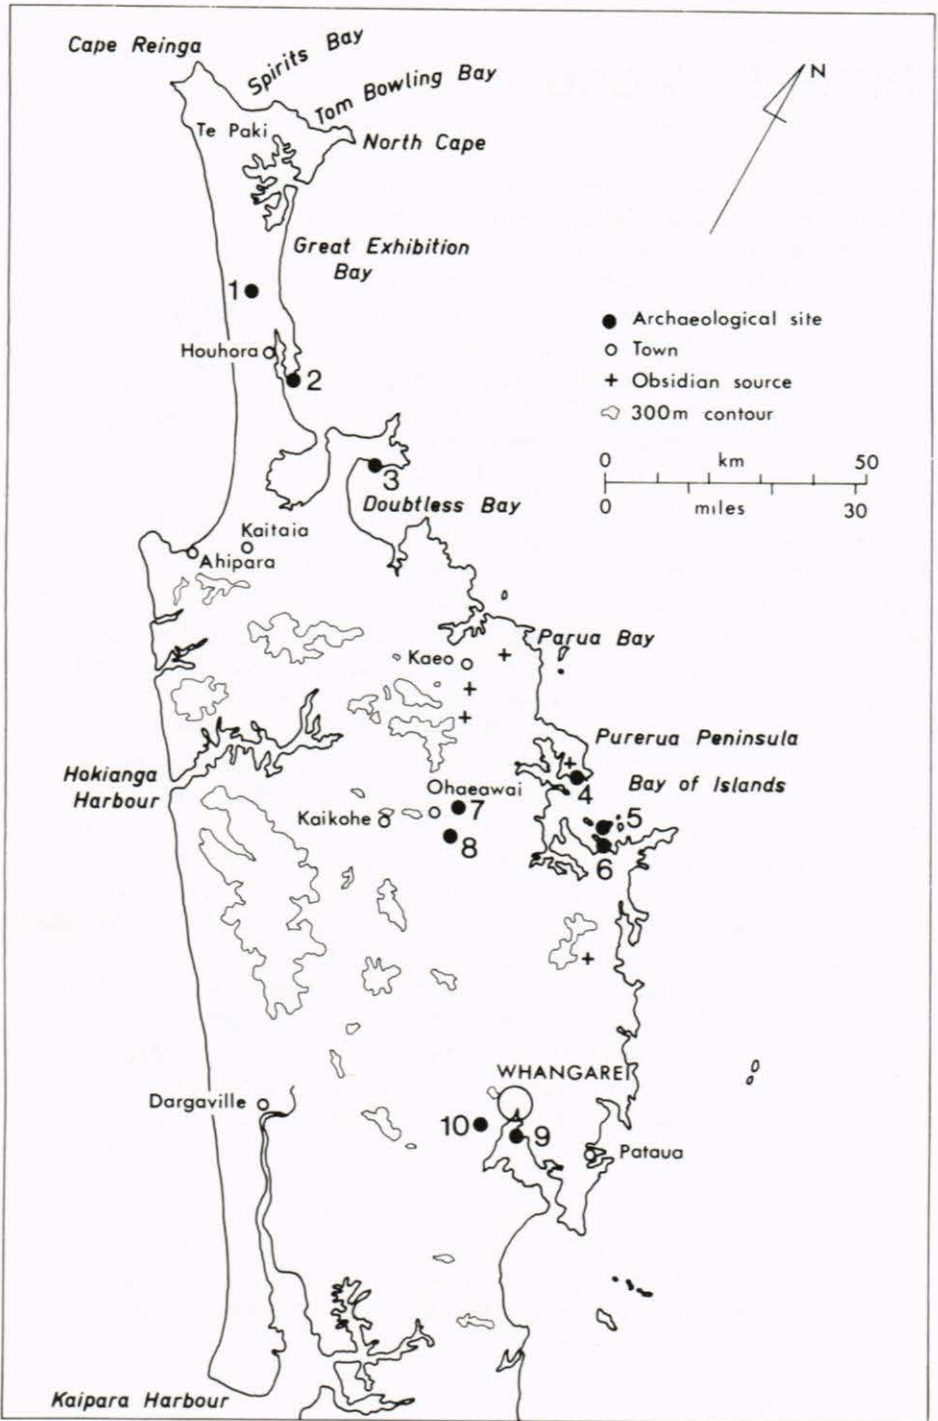 Cape Reinga
Spirits Bay
Tom Bowling Bay
N
Te Paki
North Cape
Great Exhibition
Bay
1
● Archaeological site
Houhora
○ Town
2
+ Obsidian source
300m contour
0 km 50
3
Doubtless Bay
0 miles 30
Kaitaia
Ahipara
Parua Bay
Kaeo
Purerua Peninsula
Hokianga
Harbour
Ohaeawai
4
Bay of Islands
Kaikohe
7
5
8
6
WHANGAREI
Dargaville
10
9
Pataua
Kaipara Harbour